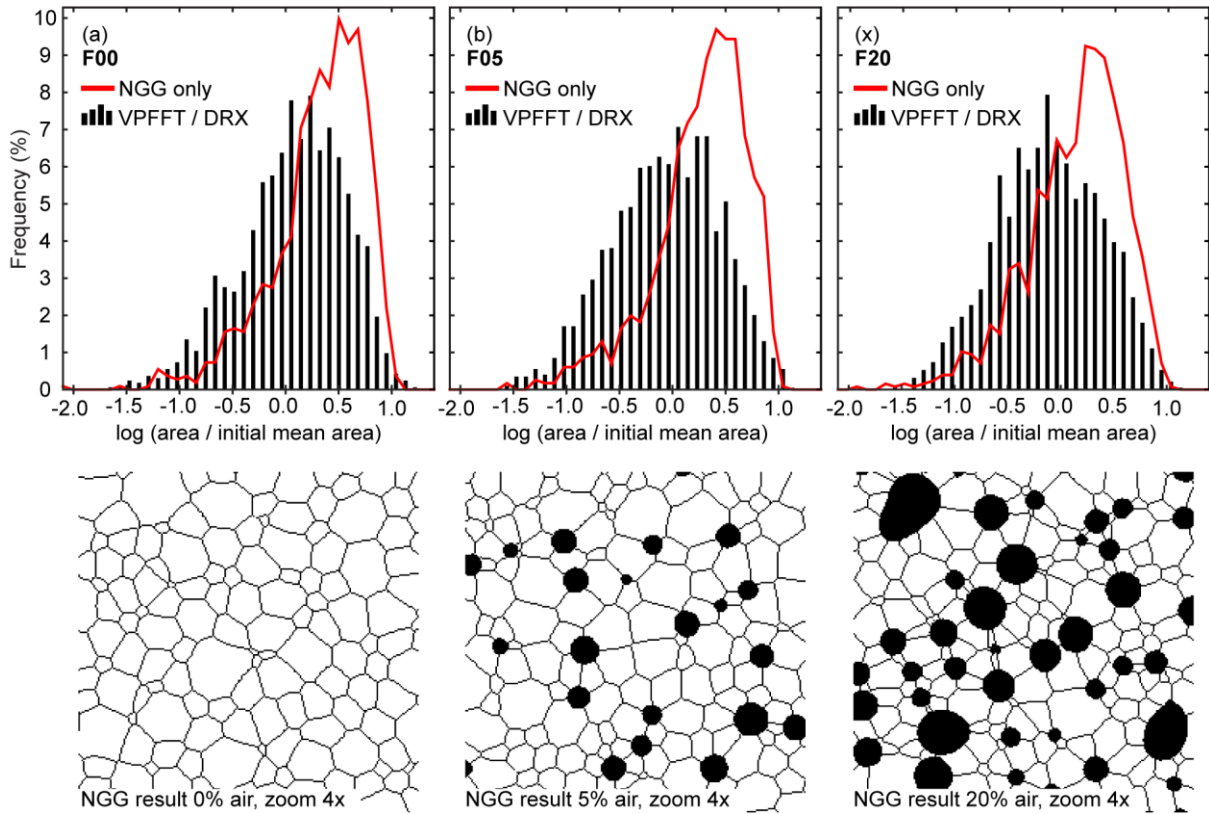 10
9
8
7
6
5
4
3
2
1
0
Frequency (%)
(a)
F00
NGG only
VPFFT / DRX
-2.0 -1.5 -1.0 -0.5 0.0 0.5 1.0
log (area / initial mean area)
(b)
F05
NGG only
VPFFT / DRX
-2.0 -1.5 -1.0 -0.5 0.0 0.5 1.0
log (area / initial mean area)
(x)
F20
NGG only
VPFFT / DRX
-2.0 -1.5 -1.0 -0.5 0.0 0.5 1.0
log (area / initial mean area)
NGG result 0% air, zoom 4x
NGG result 5% air, zoom 4x
NGG result 20% air, zoom 4x